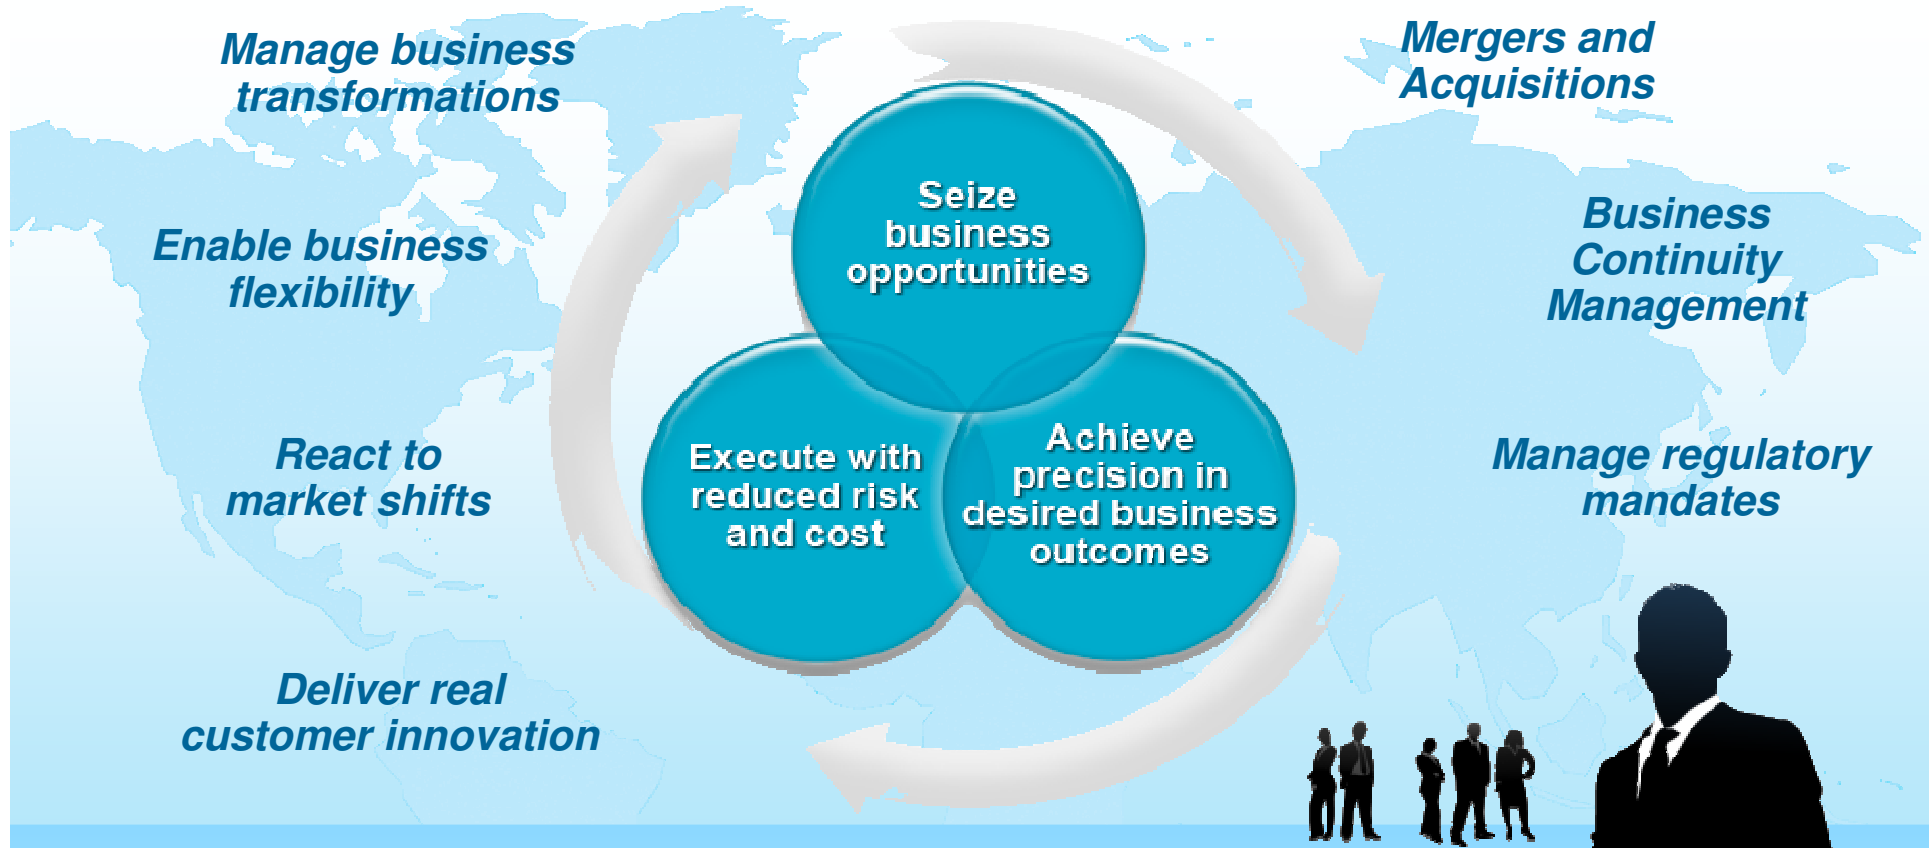 Manage business
transformations
Enable business
flexibility
React to
market shifts
Deliver real
customer innovation
Seize
business
opportunities
Execute with
reduced risk
and cost
Achieve
precision in
desired business
outcomes
Mergers and
Acquisitions
Business
Continuity
Management
Manage regulatory
mandates